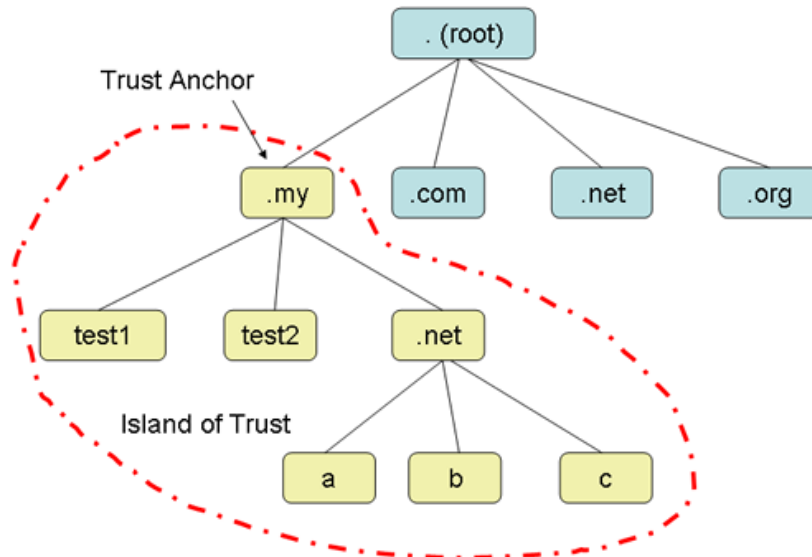 . (root)
Trust Anchor
.my
.com
.net
.org
test1
test2
.net
Island of Trust
a
b
c